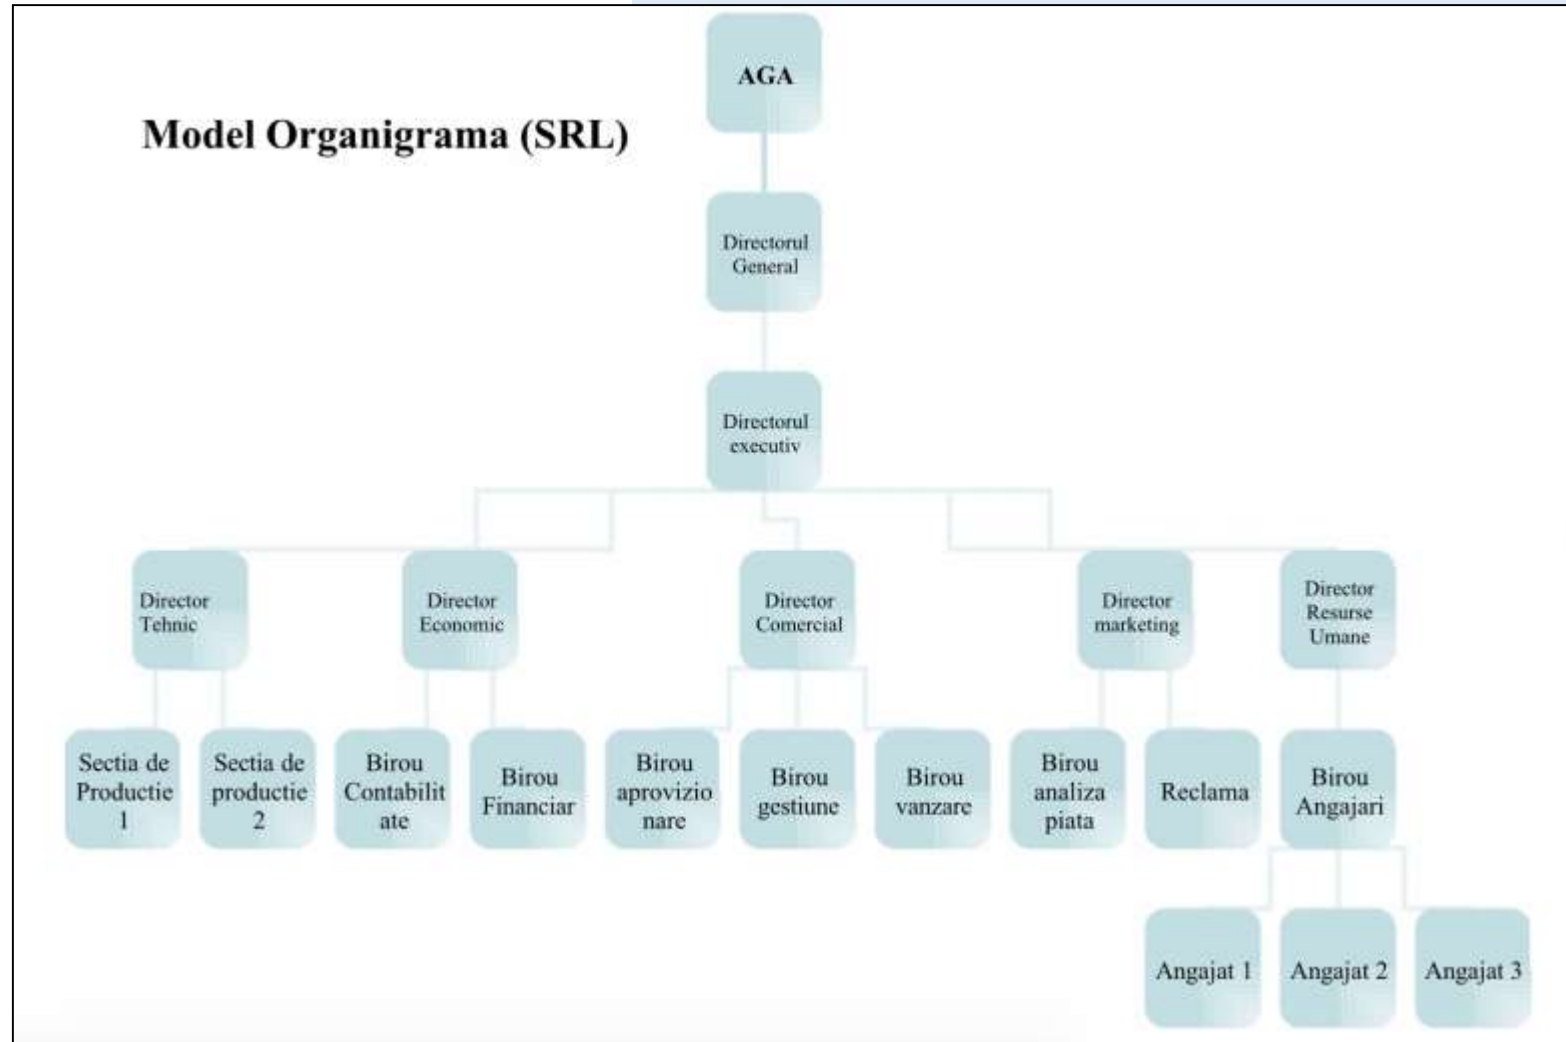 AGA
Model Organigrama (SRL)
Directorul
General
Directorul
executiv
Director
Tehnic
Director
Economic
Director
Comercial
Director
marketing
Director
Resurse
Umane
Sectia de
Productie
1
Sectia de
productie
2
Birou
Contabilit
ate
Birou
Financiar
Birou
aprovizio
nare
Birou
gestiune
Birou
vanzare
Birou
analiza
piata
Reclama
Birou
Angajari
Angajat 1
Angajat 2
Angajat 3